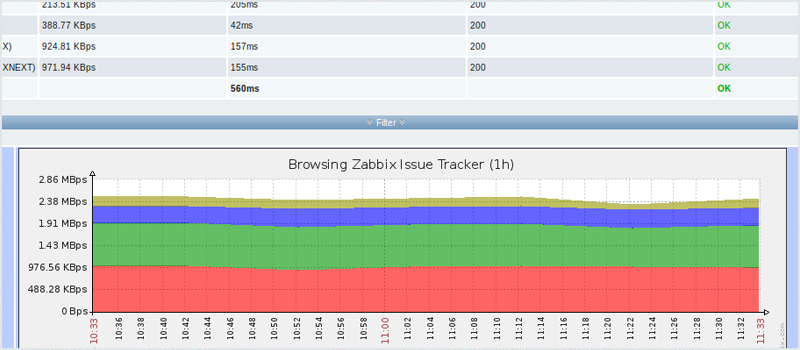 213.51 KBps 205ms 200 OK
388.77 KBps 42ms 200 OK
X) 924.81 KBps 157ms 200 OK
XNEXT) 971.94 KBps 155ms 200 OK
560ms OK
Filter
Browsing Zabbix Issue Tracker (1h)
2.86 MBps
2.38 MBps
1.91 MBps
1.43 MBps
976.56 KBps
488.28 KBps
0 Bps
10:33 10:36 10:38 10:40 10:42 10:44 10:46 10:48 10:50 10:52 10:54 10:56 10:58 11:00 11:02 11:04 11:06 11:08 11:10 11:12 11:14 11:16 11:18 11:20 11:22 11:24 11:26 11:28 11:30 11:32 11:33